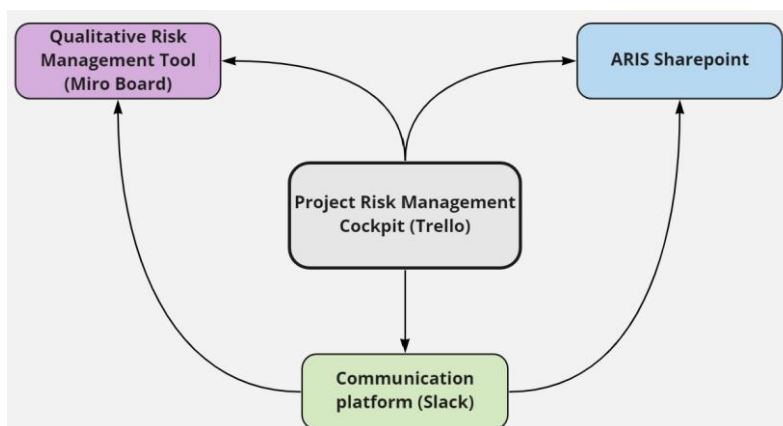 Qualitative Risk
Management Tool
(Miro Board)
ARIS Sharepoint
Project Risk Management
Cockpit (Trello)
Communication
platform (Slack)